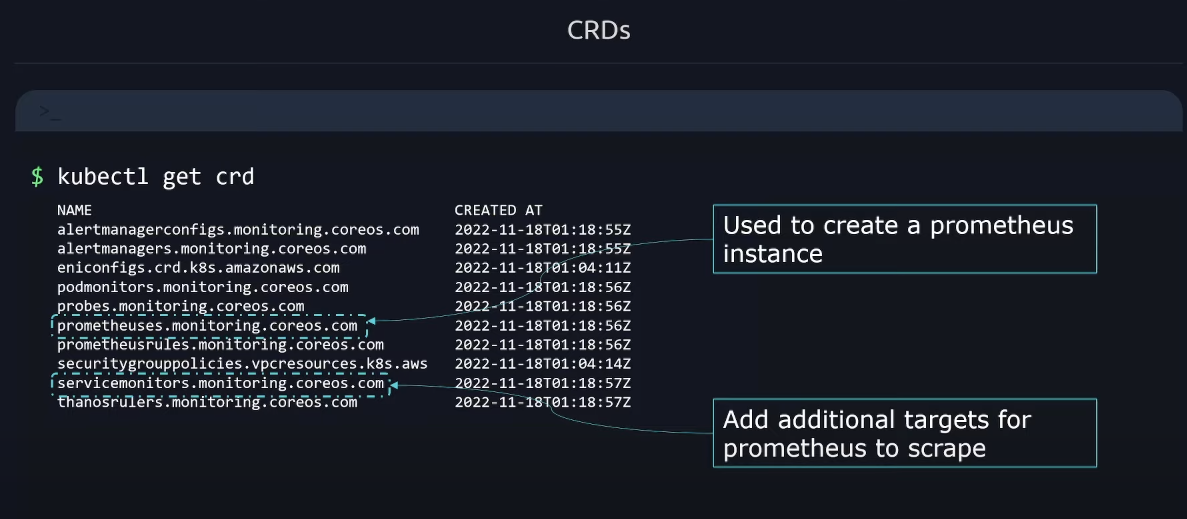 CRDs
>_
$ kubectl get crd
NAME CREATED AT
alertmanagerconfigs.monitoring.coreos.com 2022-11-18T01:18:55Z
alertmanagers.monitoring.coreos.com 2022-11-18T01:18:55Z
eniconfigs.crd.k8s.amazonaws.com 2022-11-18T01:04:11Z
podmonitors.monitoring.coreos.com 2022-11-18T01:18:56Z
probes.monitoring.coreos.com 2022-11-18T01:18:56Z
prometheuses.monitoring.coreos.com 2022-11-18T01:18:56Z
prometheusrules.monitoring.coreos.com 2022-11-18T01:18:56Z
securitygrouppolicies.vpcresources.k8s.aws 2022-11-18T01:04:14Z
servicemonitors.monitoring.coreos.com 2022-11-18T01:18:57Z
thanosrulers.monitoring.coreos.com 2022-11-18T01:18:57Z
Used to create a prometheus
instance
Add additional targets for
prometheus to scrape